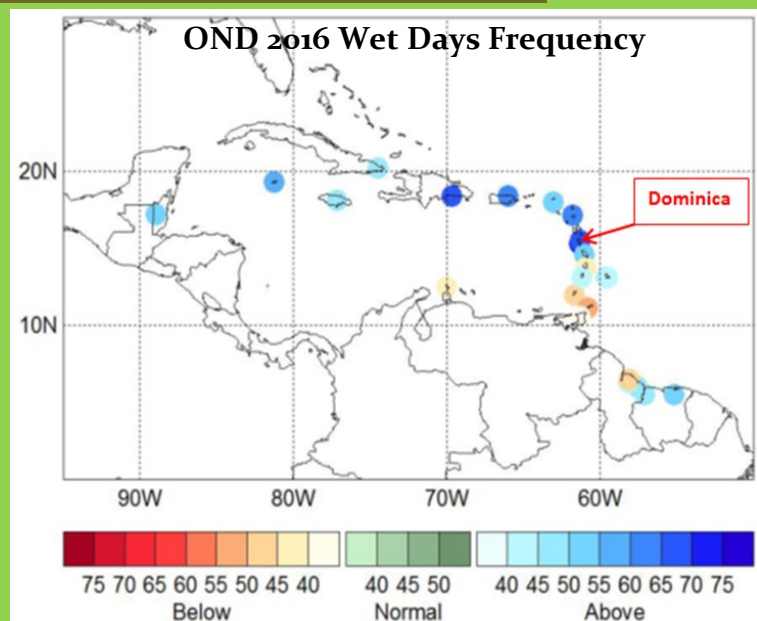 OND 2016 Wet Days Frequency
20N
Dominica
10N
90W 80W 70W 60W
75 70 65 60 55 50 45 40 40 45 50 40 45 50 55 60 65 70 75
Below Normal Above